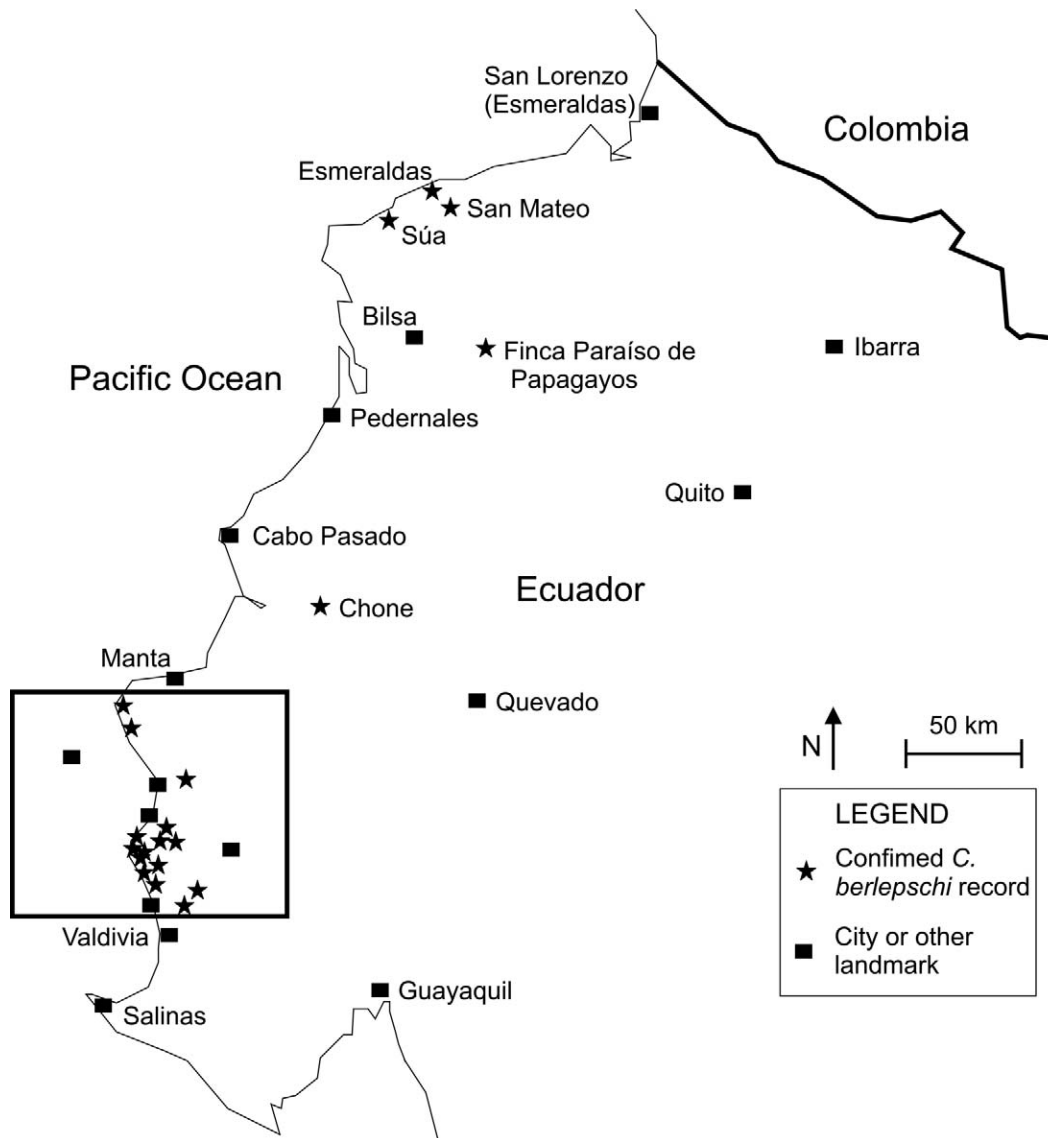 San Lorenzo
(Esmeraldas)
Colombia
Esmeraldas
San Mateo
Súa
Bilsa
Finca Paraíso de
Papagayos
Ibarra
Pacific Ocean
Pedernales
Quito
Cabo Pasado
Ecuador
Chone
Manta
Quevado
50 km
N
LEGEND
Confimed C.
berlepschi record
City or other
landmark
Valdivia
Salinas
Guayaquil